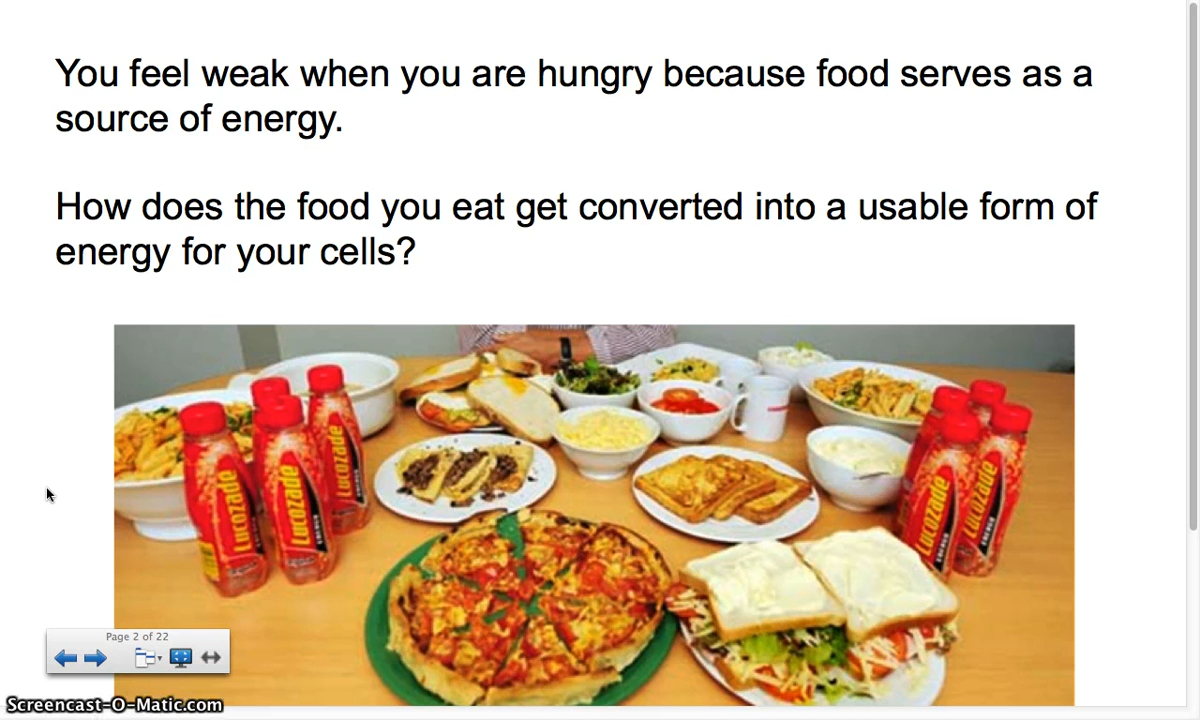 You feel weak when you are hungry because food serves as a
source of energy.
How does the food you eat get converted into a usable form of
energy for your cells?
Lucozade
Lucozade
Lucozade
Lucozade
Lucozade
Page 2 of 22
Screencast-O-Matic.com